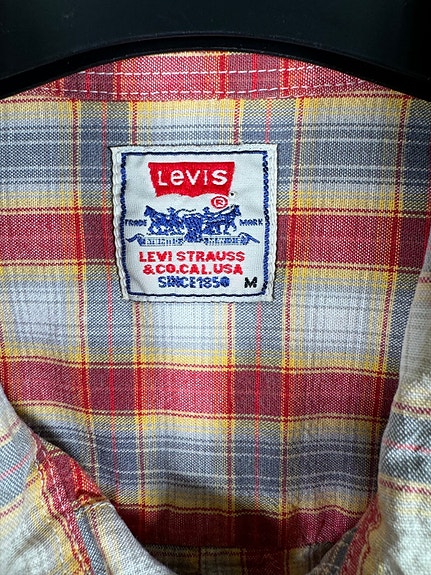 LEVIS
®
TRADE MARK
LEVI STRAUSS
& CO.CAL.USA
SINCE1850 M